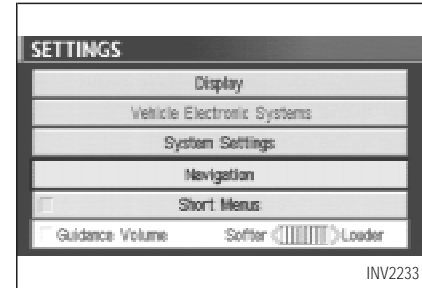 SETTINGS
Display
Vehicle Electronic Systems
System Settings
Navigation
Short Menus
Guidance Volume Softer Louder
INV2233